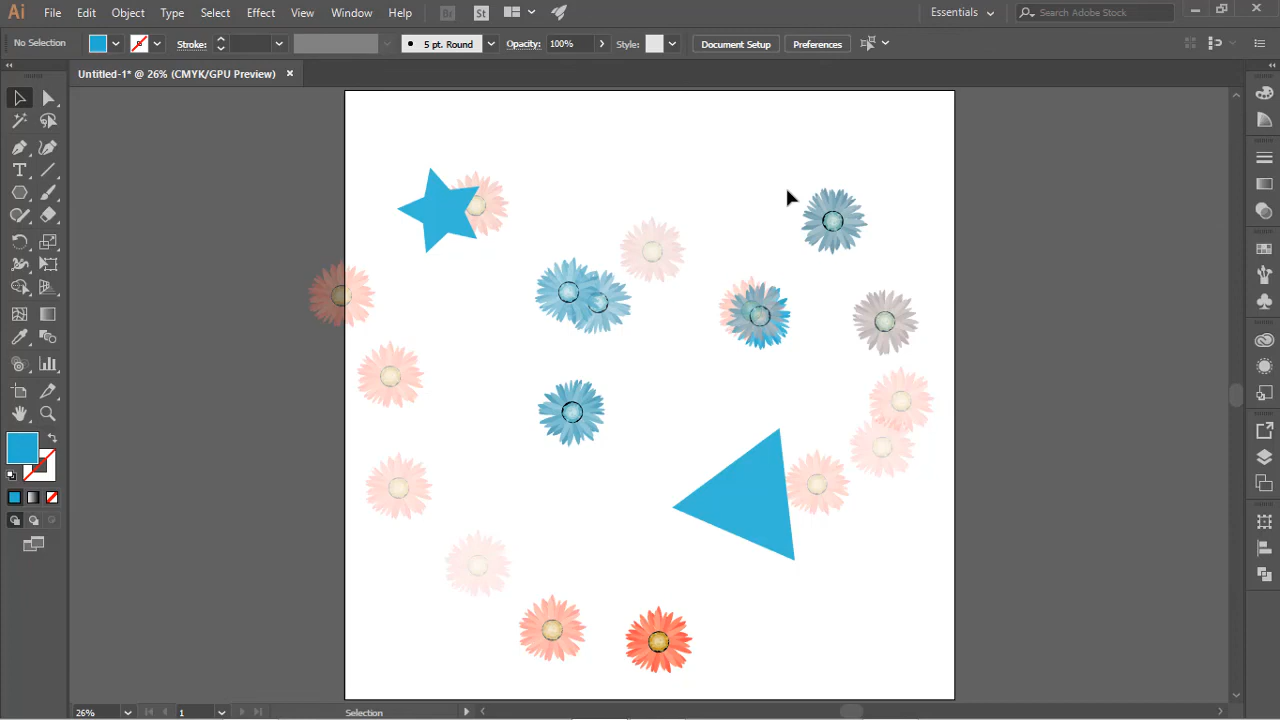 Ai File Edit Object Type Select Effect View Window Help Br St Essentials Search Adobe Stock
No Selection Stroke: 5 pt. Round Opacity: 100% Style: Document Setup Preferences
Untitled-1* @ 26% (CMYK/GPU Preview)
26% 1 Selection